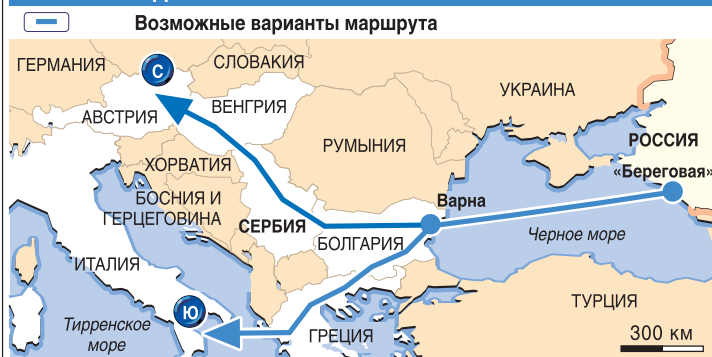 Возможные варианты маршрута
ГЕРМАНИЯ
С
СЛОВАКИЯ
УКРАИНА
АВСТРИЯ
ВЕНГРИЯ
РУМЫНИЯ
РОССИЯ
ХОРВАТИЯ
«Береговая»
БОСНИЯ И
ГЕРЦЕГОВИНА
Варна
СЕРБИЯ
БОЛГАРИЯ
Черное море
ИТАЛИЯ
Ю
ТУРЦИЯ
Тирренское
море
ГРЕЦИЯ
300 км